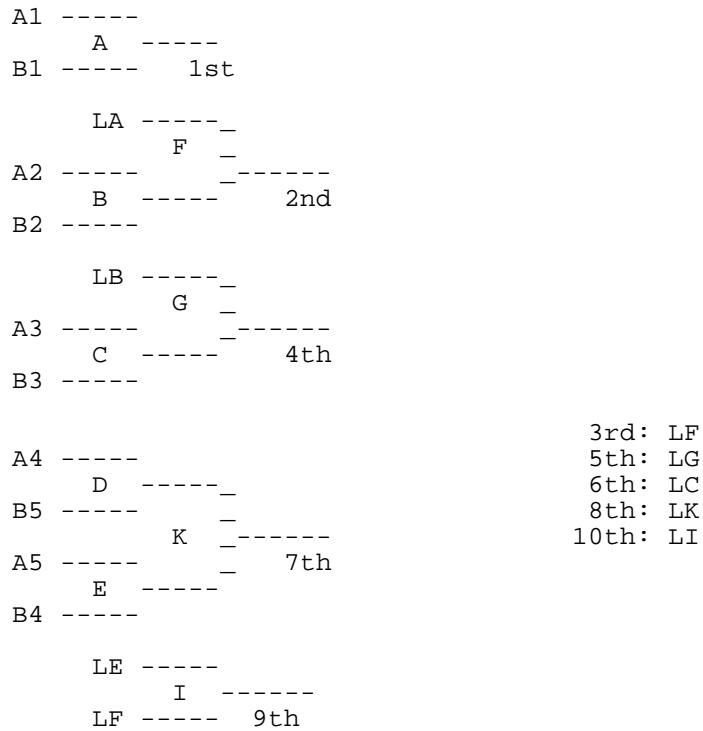 A1 -----
A -----
B1 ----- 1st
LA -----_
F _
A2 ----- _------
B ----- 2nd
B2 -----
LB -----_
G _
A3 ----- _------
C ----- 4th
B3 -----
3rd: LF
A4 ----- 5th: LG
D -----_ 6th: LC
B5 ----- _ 8th: LK
K _------ 10th: LI
A5 ----- _ 7th
E -----
B4 -----
LE -----
I ------
LF ----- 9th